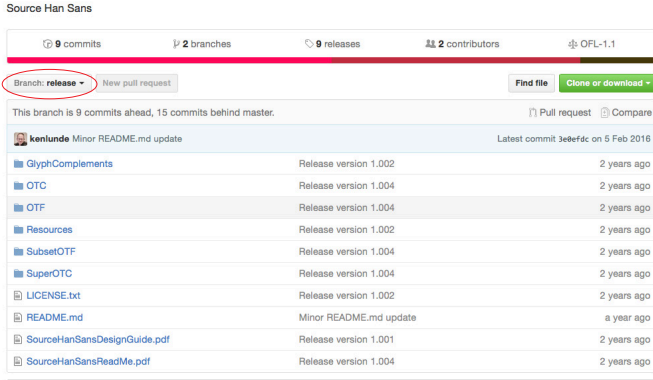 Source Han Sans
9 commits 2 branches 9 releases 2 contributors OFL-1.1
Branch: release New pull request Find file Clone or download
This branch is 9 commits ahead, 15 commits behind master. Pull request Compare
kenlunde Minor README.md update Latest commit 3e0efdc on 5 Feb 2016
GlyphComplements Release version 1.002 2 years ago
OTC Release version 1.004 2 years ago
OTF Release version 1.004 2 years ago
Resources Release version 1.002 2 years ago
SubsetOTF Release version 1.004 2 years ago
SuperOTC Release version 1.004 2 years ago
LICENSE.txt Release version 1.002 2 years ago
README.md Minor README.md update a year ago
SourceHanSansDesignGuide.pdf Release version 1.001 2 years ago
SourceHanSansReadMe.pdf Release version 1.004 2 years ago